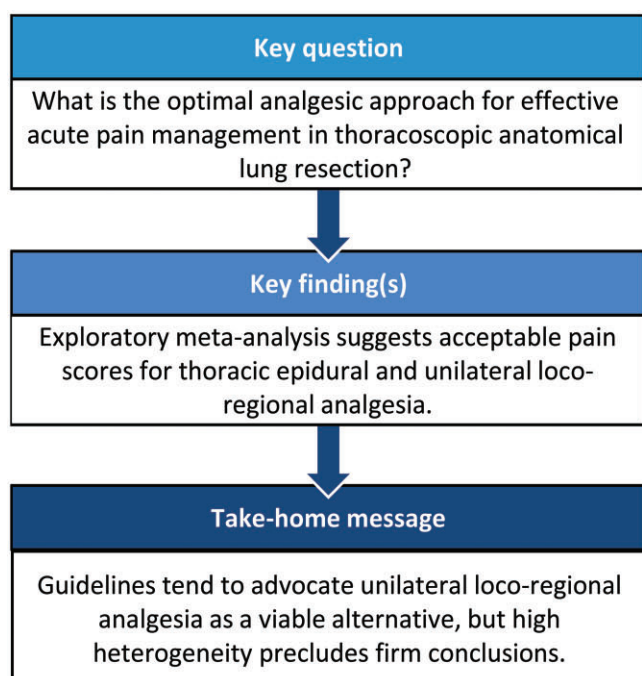 Key question
What is the optimal analgesic approach for effective
acute pain management in thoracoscopic anatomical
lung resection?
Key finding(s)
Exploratory meta-analysis suggests acceptable pain
scores for thoracic epidural and unilateral loco-
regional analgesia.
Take-home message
Guidelines tend to advocate unilateral loco-regional
analgesia as a viable alternative, but high
heterogeneity precludes firm conclusions.